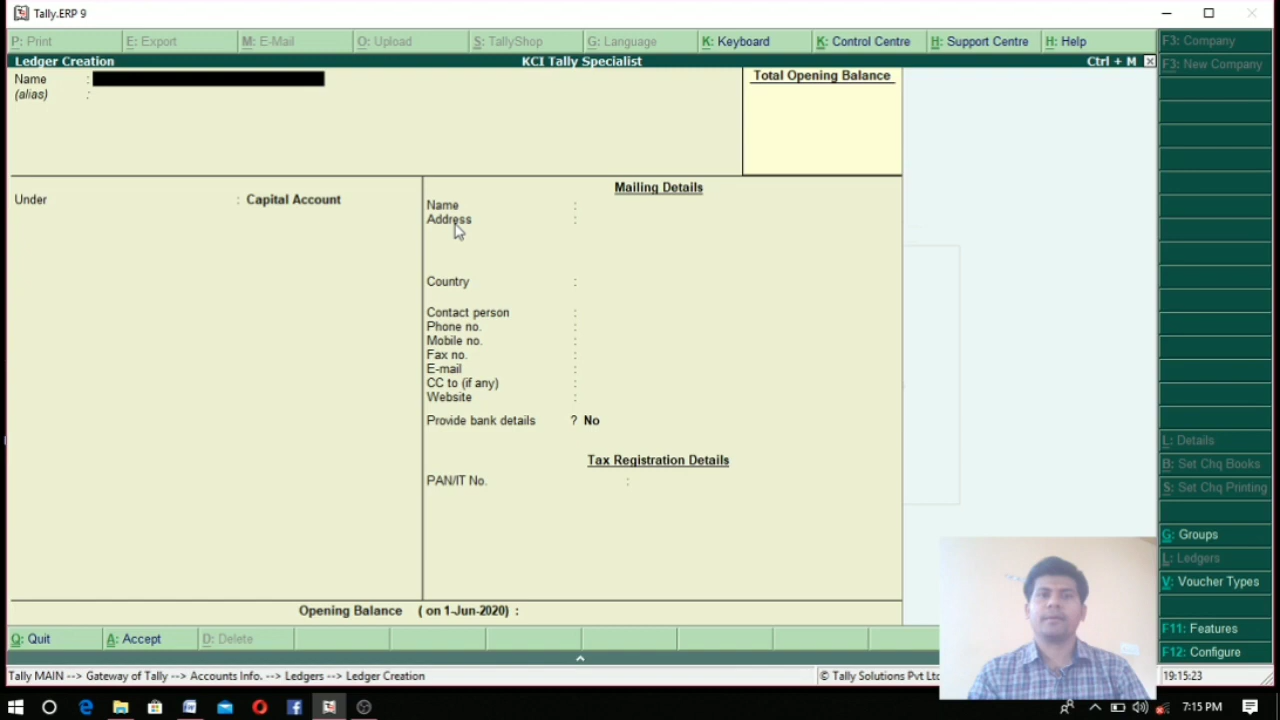 Tally.ERP 9
P: Print E: Export M: E-Mail O: Upload S: TallyShop G: Language K: Keyboard K: Control Centre H: Support Centre H: Help F3: Company
Ledger Creation KCI Tally Specialist Ctrl + M F3: New Company
Name : Total Opening Balance
(alias) :
Mailing Details
Under : Capital Account
Name :
Address :
Country :
Contact person :
Phone no. :
Mobile no. :
Fax no. :
E-mail :
CC to (if any) :
Website :
Provide bank details ? No
Tax Registration Details
PAN/IT No. :
L: Details
B: Set Chq Books
S: Set Chq Printing
G: Groups
L: Ledgers
V: Voucher Types
F11: Features
F12: Configure
Opening Balance ( on 1-Jun-2020) :
Q: Quit A: Accept D: Delete
Tally MAIN --> Gateway of Tally --> Accounts Info. --> Ledgers --> Ledger Creation © Tally Solutions Pvt Ltd 19:15:23
7:15 PM